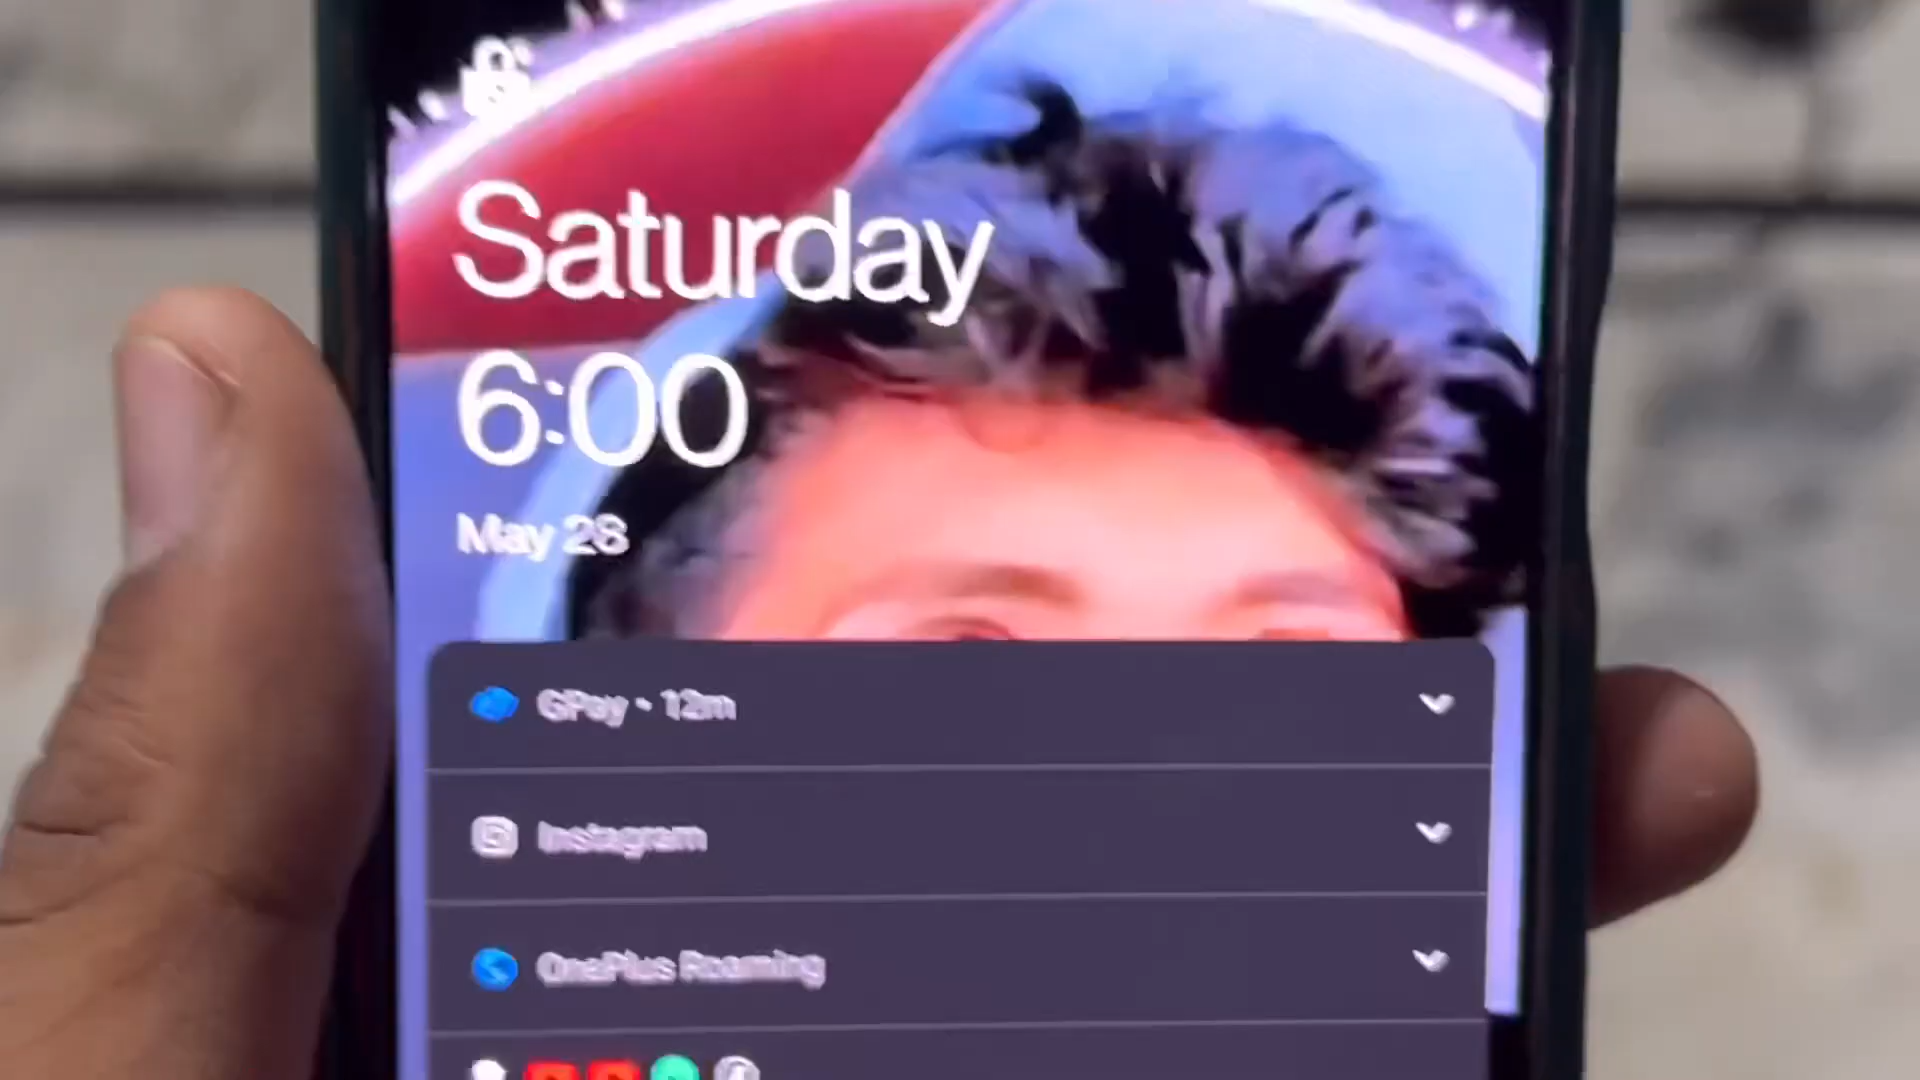 Saturday
6:00
May 28
GPay • 12m
Instagram
OnePlus Roaming